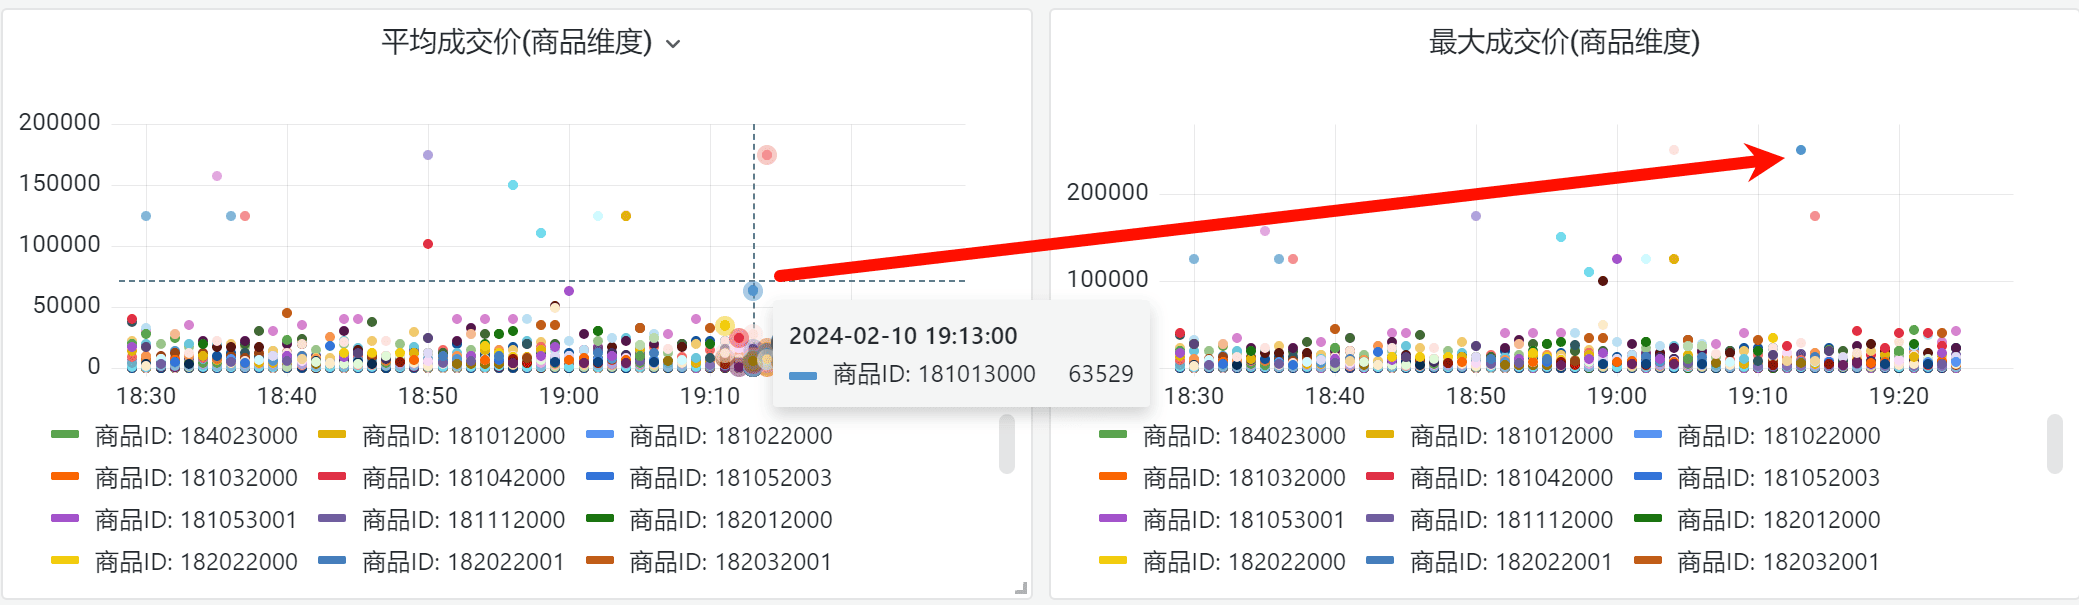 平均成交价(商品维度)
200000
150000
100000
50000
0
18:30 18:40 18:50 19:00 19:10
2024-02-10 19:13:00
商品ID: 181013000 63529
商品ID: 184023000 商品ID: 181012000 商品ID: 181022000
商品ID: 181032000 商品ID: 181042000 商品ID: 181052003
商品ID: 181053001 商品ID: 181112000 商品ID: 182012000
商品ID: 182022000 商品ID: 182022001 商品ID: 182032001
最大成交价(商品维度)
200000
100000
18:30 18:40 18:50 19:00 19:10 19:20
商品ID: 184023000 商品ID: 181012000 商品ID: 181022000
商品ID: 181032000 商品ID: 181042000 商品ID: 181052003
商品ID: 181053001 商品ID: 181112000 商品ID: 182012000
商品ID: 182022000 商品ID: 182022001 商品ID: 182032001